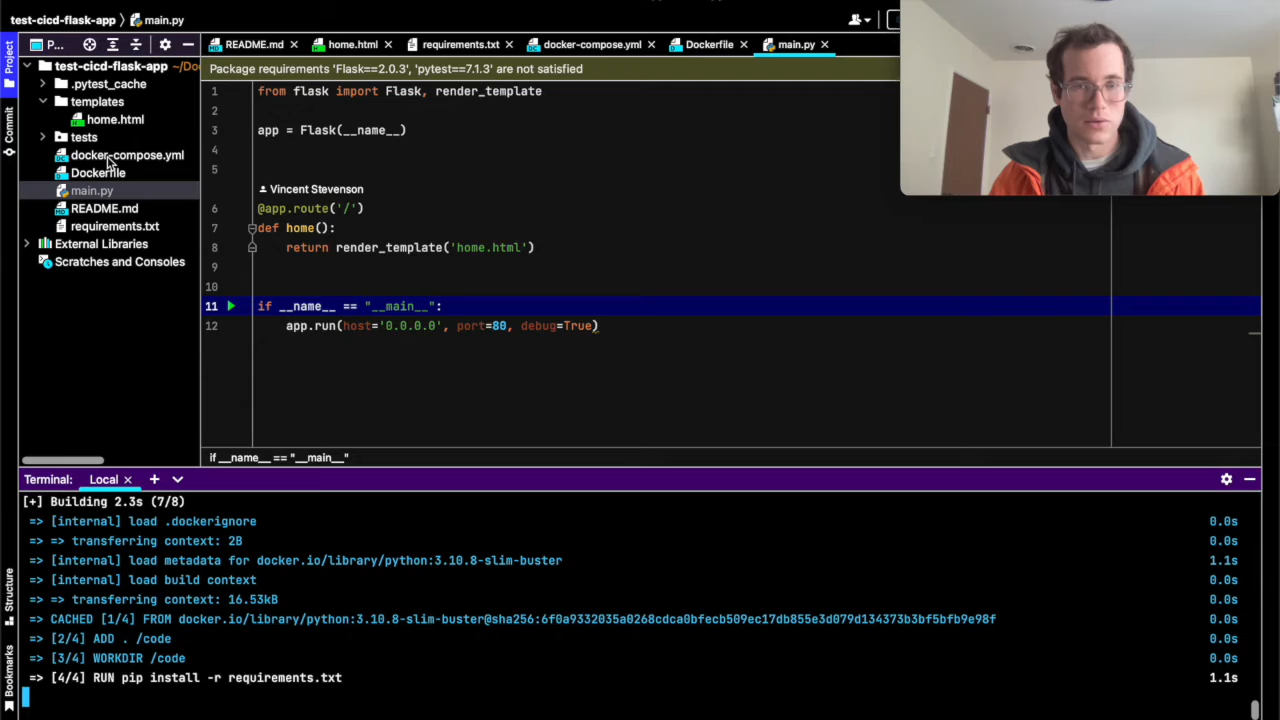 test-cicd-flask-app
main.py
P...
README.md
home.html
requirements.txt
docker-compose.yml
Dockerfile
main.py
Project
Commit
Structure
Bookmarks
test-cicd-flask-app ~/Do
.pytest_cache
templates
home.html
tests
docker-compose.yml
Dockerfile
main.py
README.md
requirements.txt
External Libraries
Scratches and Consoles
Package requirements 'Flask==2.0.3', 'pytest==7.1.3' are not satisfied
1 from flask import Flask, render_template
2
3 app = Flask(__name__)
4
5
Vincent Stevenson
6 @app.route('/')
7 def home():
8 return render_template('home.html')
9
10
11 if __name__ == "__main__":
12 app.run(host='0.0.0.0', port=80, debug=True)
if __name__ == "__main__"
Terminal: Local
[+] Building 2.3s (7/8)
=> [internal] load .dockerignore 0.0s
=> => transferring context: 2B 0.0s
=> [internal] load metadata for docker.io/library/python:3.10.8-slim-buster 1.1s
=> [internal] load build context 0.0s
=> => transferring context: 16.53kB 0.0s
=> CACHED [1/4] FROM docker.io/library/python:3.10.8-slim-buster@sha256:6f0a9332035a0268cdca0bfecb509ec17db855e3d079d134373b3bf5bfb9e98f 0.0s
=> [2/4] ADD . /code 0.0s
=> [3/4] WORKDIR /code 0.0s
=> [4/4] RUN pip install -r requirements.txt 1.1s